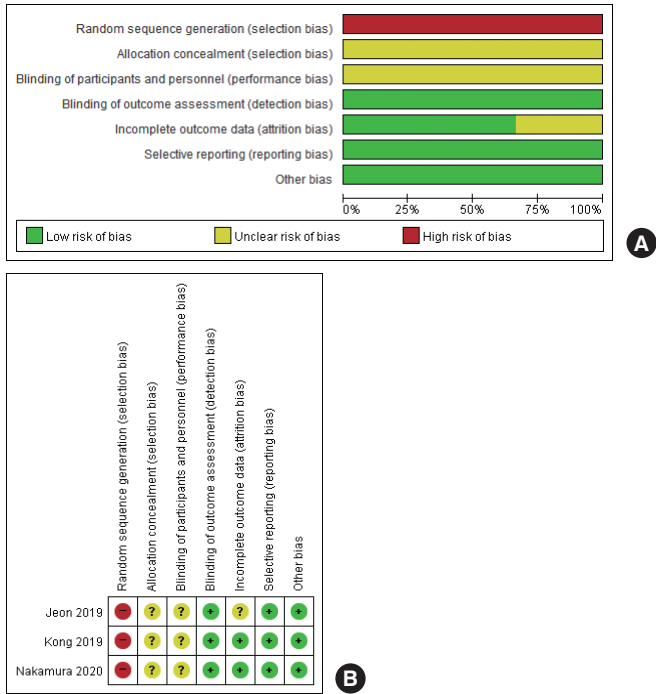 Random sequence generation (selection bias)
Allocation concealment (selection bias)
Blinding of participants and personnel (performance bias)
Blinding of outcome assessment (detection bias)
Incomplete outcome data (attrition bias)
Selective reporting (reporting bias)
Other bias
0% 25% 50% 75% 100%
Low risk of bias Unclear risk of bias High risk of bias
A
Random sequence generation (selection bias)
Allocation concealment (selection bias)
Blinding of participants and personnel (performance bias)
Blinding of outcome assessment (detection bias)
Incomplete outcome data (attrition bias)
Selective reporting (reporting bias)
Other bias
Jeon 2019 – ? ? + ? + +
Kong 2019 – ? ? + + + +
Nakamura 2020 – ? ? + + + +
B